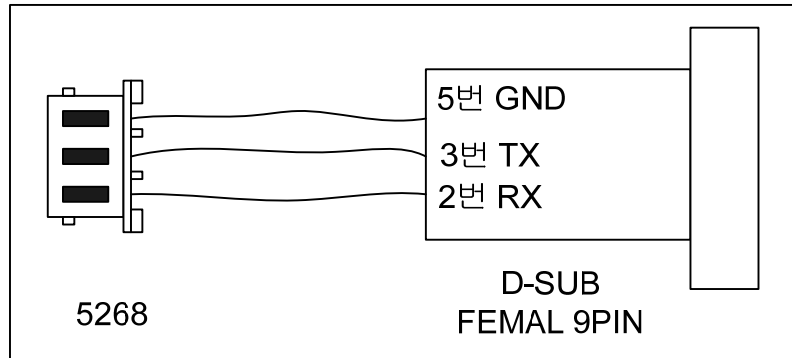 5번 GND
3번 TX
2번 RX
5268
D-SUB
FEMAL 9PIN